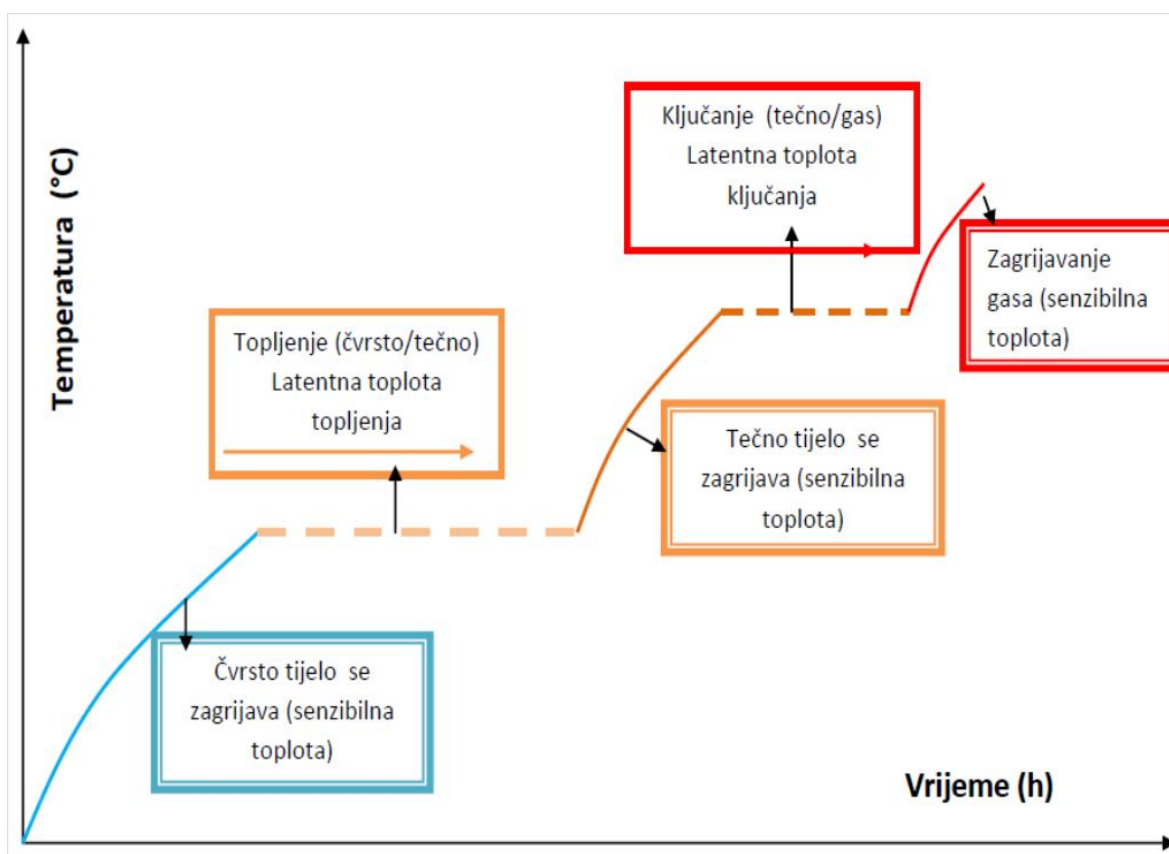 Temperatura (°C)
Ključanje (tečno/gas)
Latentna toplota
ključanja
Zagrijavanje
gasa (senzibilna
toplota)
Topljenje (čvrsto/tečno)
Latentna toplota
topljenja
Tečno tijelo se
zagrijava (senzibilna
toplota)
Čvrsto tijelo se
zagrijava (senzibilna
toplota)
Vrijeme (h)